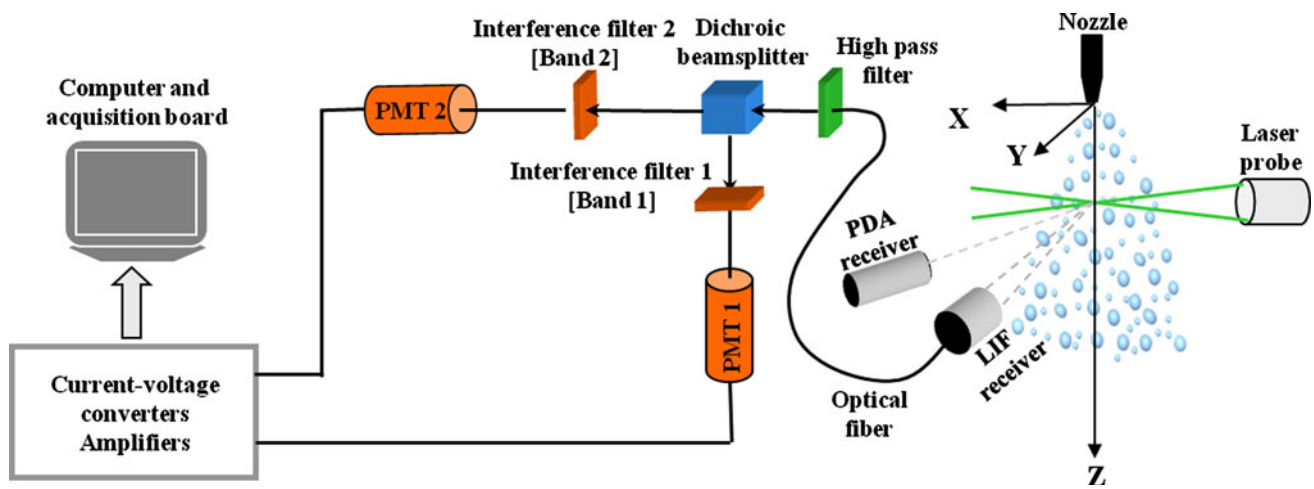 Computer and
acquisition board
Interference filter 2
[Band 2]
PMT 2
Dichroic
beamsplitter
High pass
filter
Interference filter 1
[Band 1]
PMT 1
Current-voltage
converters
Amplifiers
Optical
fiber
PDA
receiver
LIF
receiver
Nozzle
X
Y
Z
Laser
probe